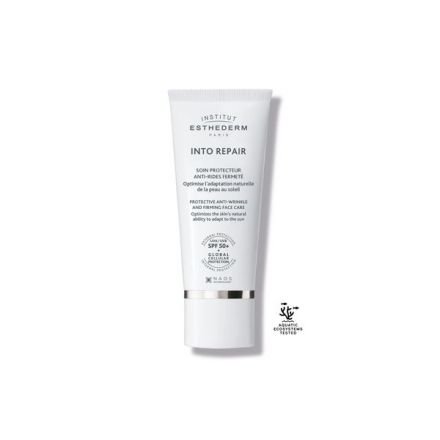 INSTITUT
ESTHEDERM
PARIS
INTO REPAIR
SOIN PROTECTEUR
ANTI-RIDES FERMETÉ
Optimise l'adaptation naturelle
de la peau au soleil
PROTECTIVE ANTI-WRINKLE
AND FIRMING FACE CARE
Optimizes the skin's natural
ability to adapt to the sun
UVA/UVB
SPF 50+
GLOBAL
CELLULAR
PROTECTION
NAOS
AQUATIC
ECOSYSTEMS
TESTED